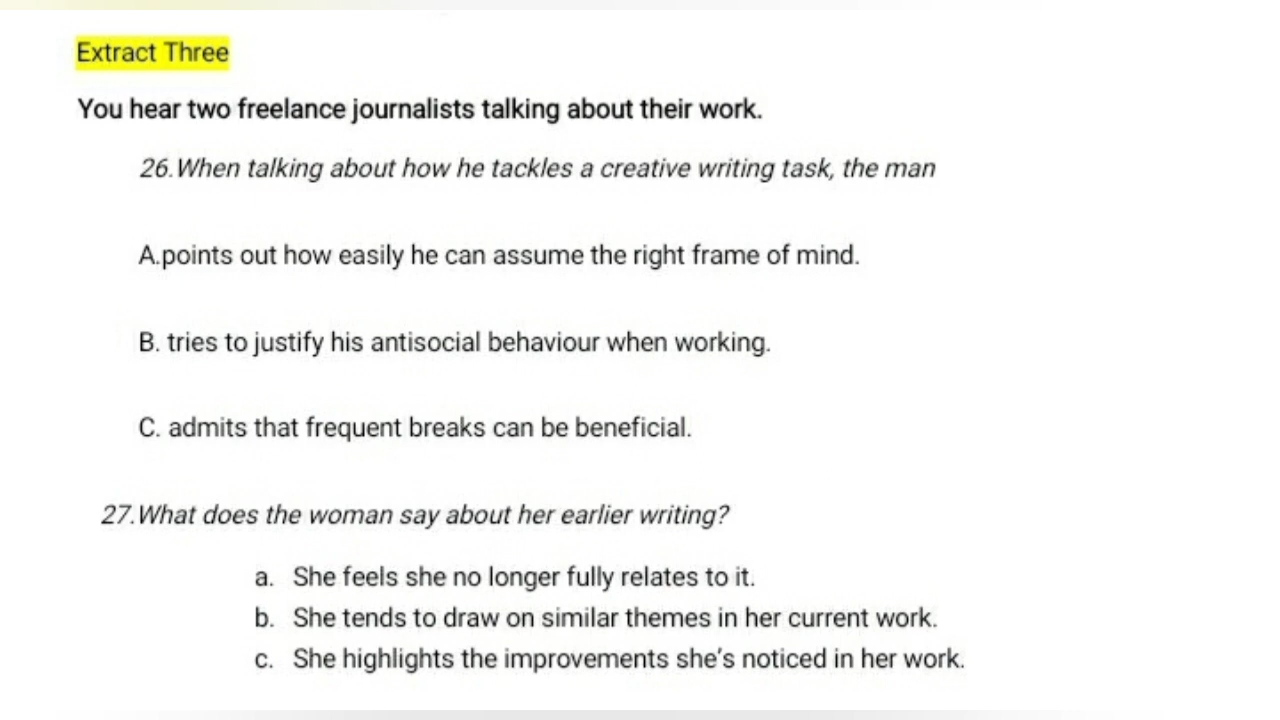 Extract Three
You hear two freelance journalists talking about their work.
26.When talking about how he tackles a creative writing task, the man
A.points out how easily he can assume the right frame of mind.
B. tries to justify his antisocial behaviour when working.
C. admits that frequent breaks can be beneficial.
27.What does the woman say about her earlier writing?
a. She feels she no longer fully relates to it.
b. She tends to draw on similar themes in her current work.
c. She highlights the improvements she's noticed in her work.